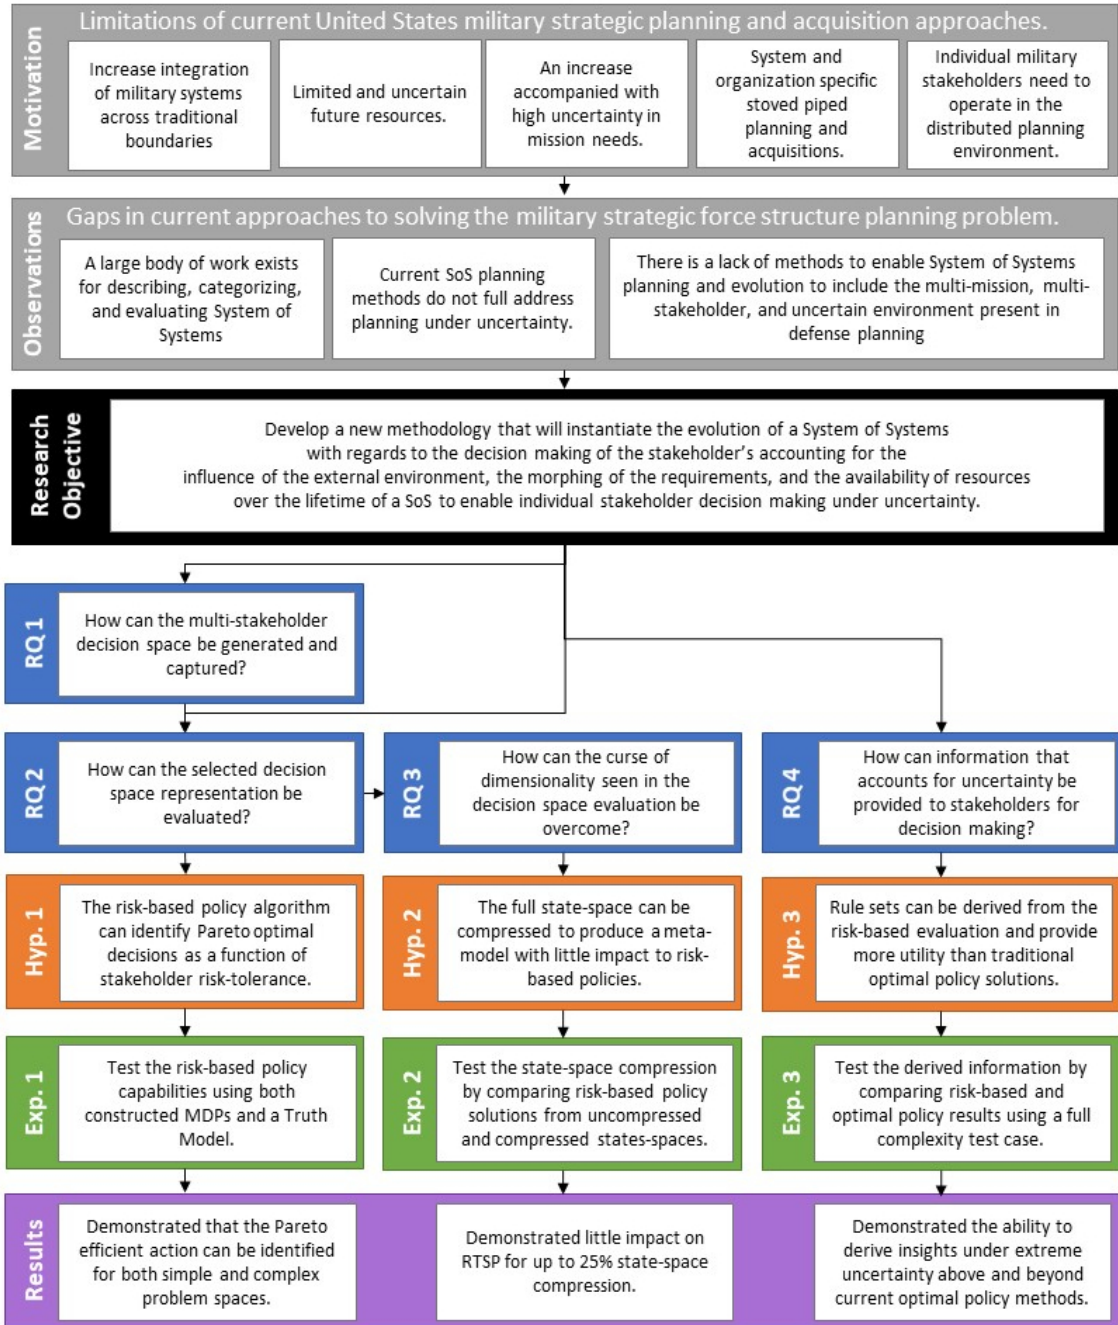 Motivation
Limitations of current United States military strategic planning and acquisition approaches.
Increase integration
of military systems
across traditional
boundaries
Limited and uncertain
future resources.
An increase
accompanied with
high uncertainty in
mission needs.
System and
organization specific
stoved piped
planning and
acquisitions.
Individual military
stakeholders need to
operate in the
distributed planning
environment.
Observations
Gaps in current approaches to solving the military strategic force structure planning problem.
A large body of work exists
for describing, categorizing,
and evaluating System of
Systems
Current SoS planning
methods do not full address
planning under uncertainty.
There is a lack of methods to enable System of Systems
planning and evolution to include the multi-mission, multi-
stakeholder, and uncertain environment present in
defense planning
Research
Objective
Develop a new methodology that will instantiate the evolution of a System of Systems
with regards to the decision making of the stakeholder's accounting for the
influence of the external environment, the morphing of the requirements, and the availability of resources
over the lifetime of a SoS to enable individual stakeholder decision making under uncertainty.
RQ 1
How can the multi-stakeholder
decision space be generated and
captured?
RQ 2
How can the selected decision
space representation be
evaluated?
RQ 3
How can the curse of
dimensionality seen in the
decision space evaluation be
overcome?
RQ 4
How can information that
accounts for uncertainty be
provided to stakeholders for
decision making?
Hyp. 1
The risk-based policy algorithm
can identify Pareto optimal
decisions as a function of
stakeholder risk-tolerance.
Hyp. 2
The full state-space can be
compressed to produce a meta-
model with little impact to risk-
based policies.
Hyp. 3
Rule sets can be derived from the
risk-based evaluation and provide
more utility than traditional
optimal policy solutions.
Exp. 1
Test the risk-based policy
capabilities using both
constructed MDPs and a Truth
Model.
Exp. 2
Test the state-space compression
by comparing risk-based policy
solutions from uncompressed
and compressed states-spaces.
Exp. 3
Test the derived information by
comparing risk-based and
optimal policy results using a full
complexity test case.
Results
Demonstrated that the Pareto
efficient action can be identified
for both simple and complex
problem spaces.
Demonstrated little impact on
RTSP for up to 25% state-space
compression.
Demonstrated the ability to
derive insights under extreme
uncertainty above and beyond
current optimal policy methods.